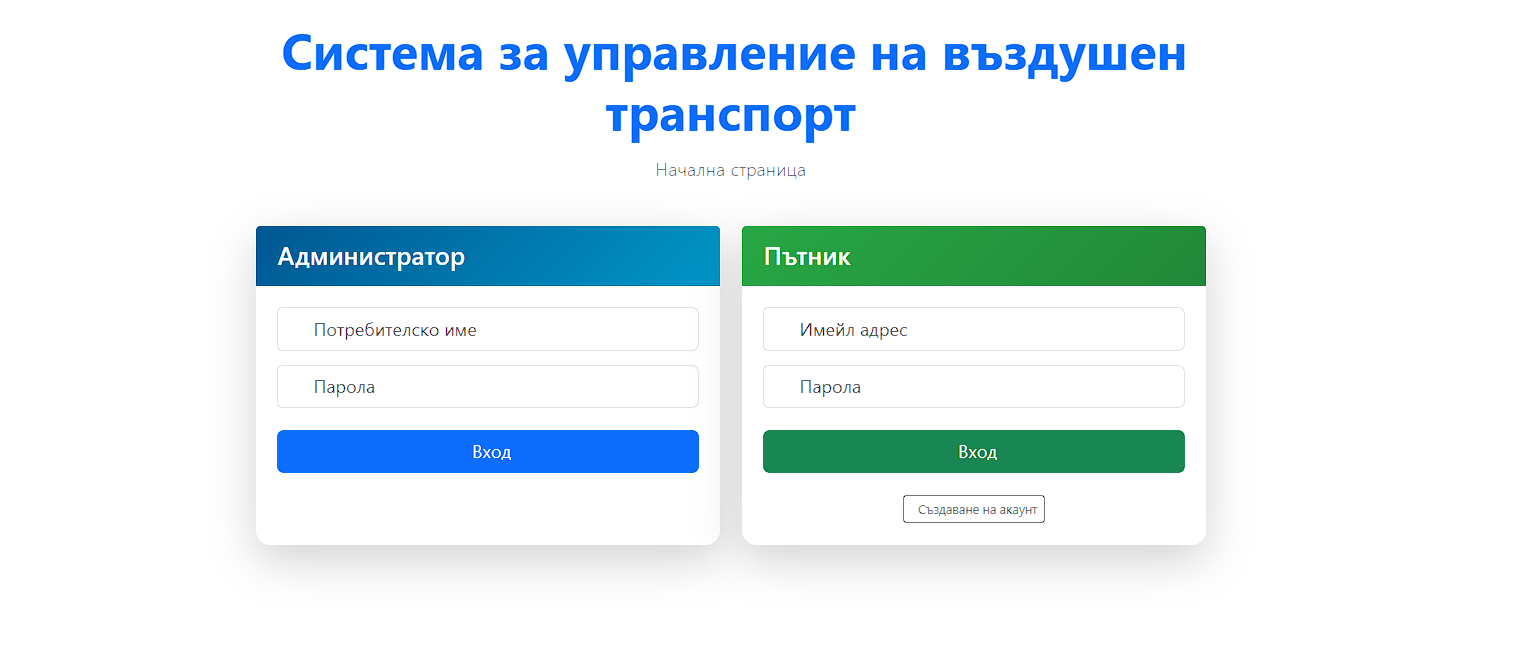 Система за управление на въздушен
транспорт
Начална страница
Администратор
Потребителско име
Парола
Вход
Пътник
Имейл адрес
Парола
Вход
Създаване на акаунт